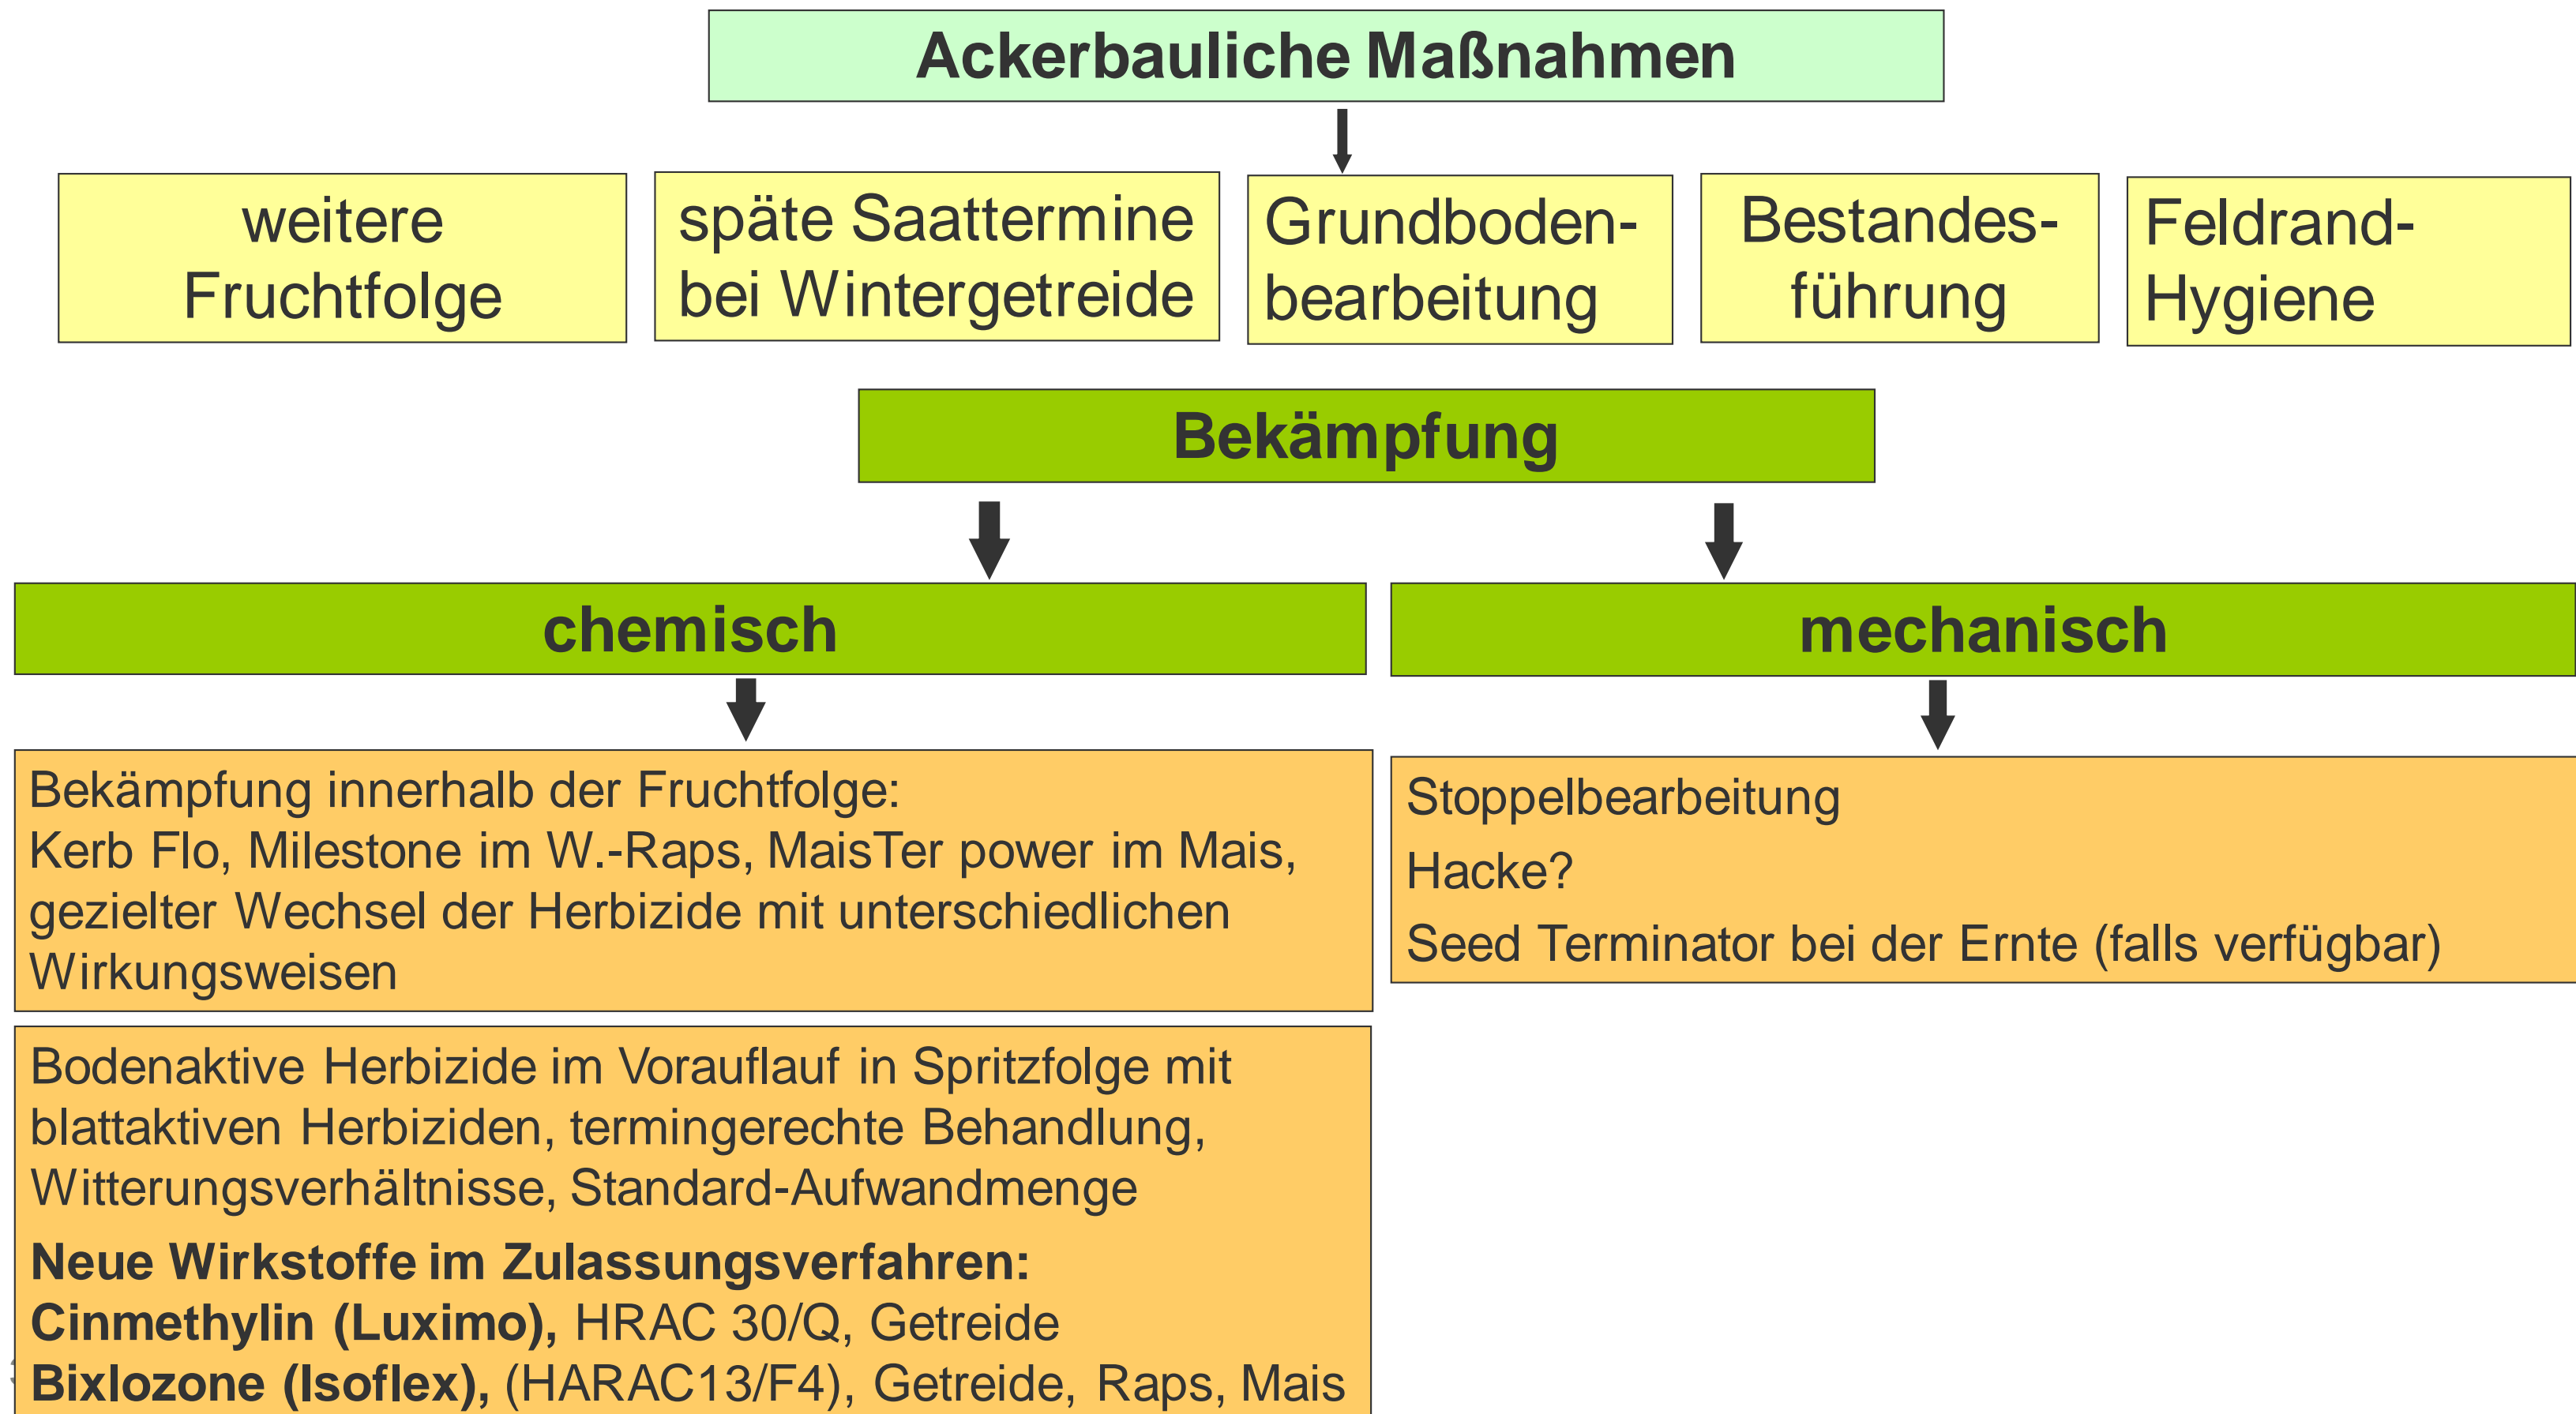 Ackerbauliche Maßnahmen
weitere
Fruchtfolge
späte Saattermine
bei Wintergetreide
Grundboden-
bearbeitung
Bestandes-
führung
Feldrand-
Hygiene
Bekämpfung
chemisch
mechanisch
Bekämpfung innerhalb der Fruchtfolge:
Kerb Flo, Milestone im W.-Raps, MaisTer power im Mais,
gezielter Wechsel der Herbizide mit unterschiedlichen
Wirkungsweisen
Stoppelbearbeitung
Hacke?
Seed Terminator bei der Ernte (falls verfügbar)
Bodenaktive Herbizide im Vorauflauf in Spritzfolge mit
blattaktiven Herbiziden, termingerechte Behandlung,
Witterungsverhältnisse, Standard-Aufwandmenge
Neue Wirkstoffe im Zulassungsverfahren:
Cinmethylin (Luximo), HRAC 30/Q, Getreide
Bixlozone (Isoflex), (HARAC13/F4), Getreide, Raps, Mais